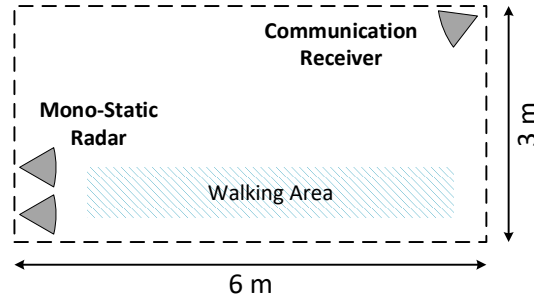 Communication
Receiver
Mono-Static
Radar
Walking Area
3 m
6 m